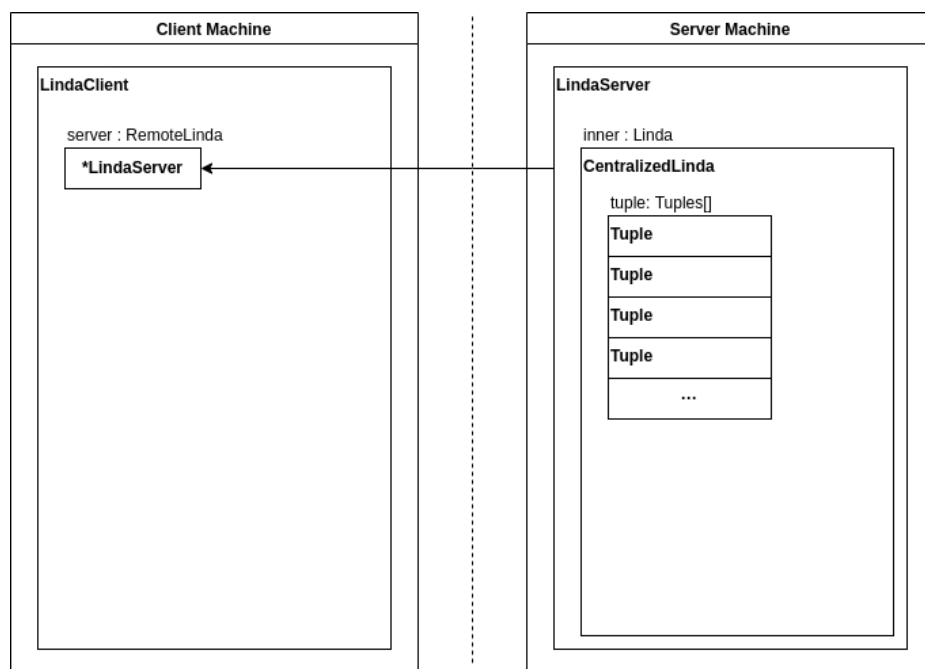 Client Machine
LindaClient
server : RemoteLinda
*LindaServer
Server Machine
LindaServer
inner : Linda
CentralizedLinda
tuple: Tuples[]
Tuple
Tuple
Tuple
Tuple
...